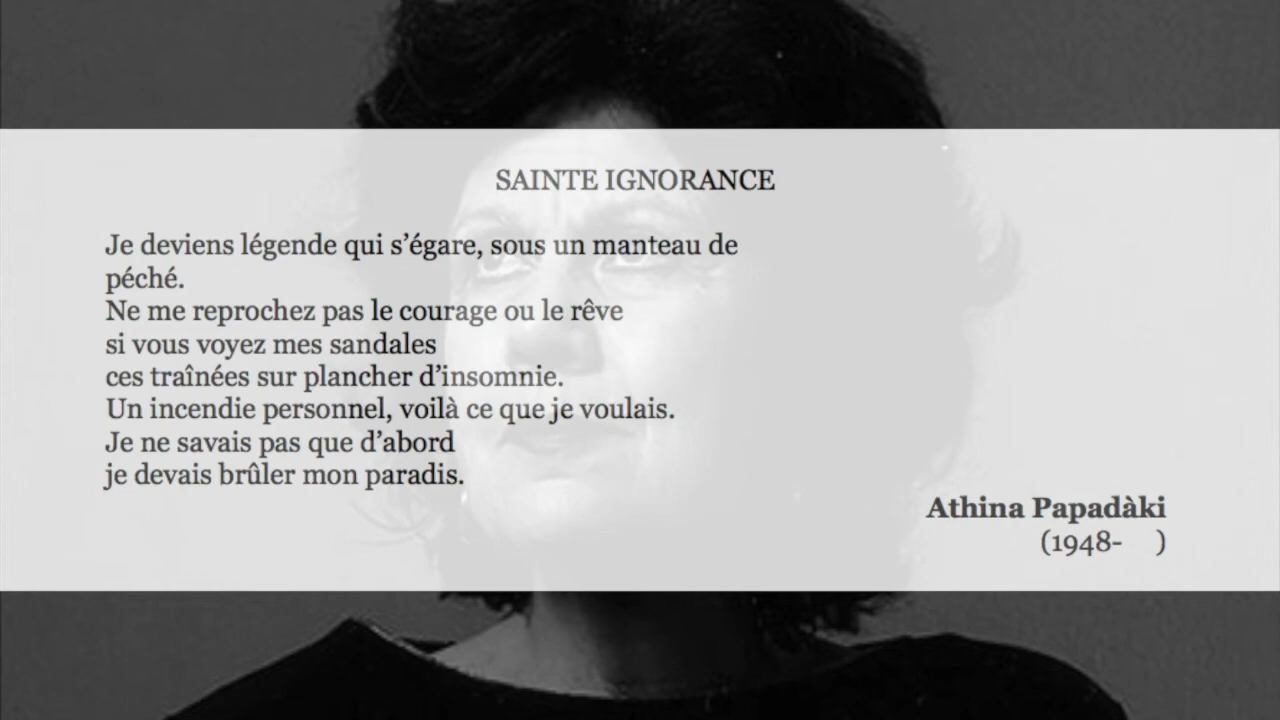 SAINTE IGNORANCE
Je deviens légende qui s’égare, sous un manteau de
péché.
Ne me reprochez pas le courage ou le rêve
si vous voyez mes sandales
ces traînées sur plancher d’insomnie.
Un incendie personnel, voilà ce que je voulais.
Je ne savais pas que d’abord
je devais brûler mon paradis.
Athina Papadàki
(1948- )